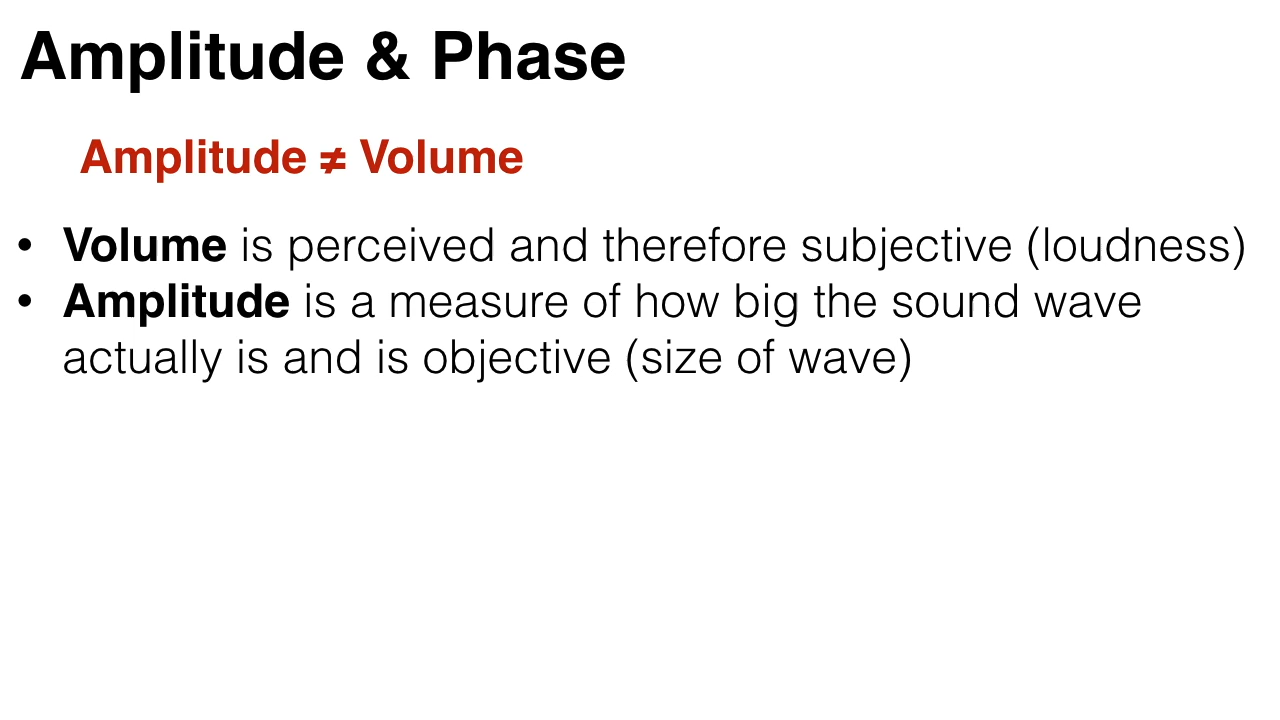 Amplitude & Phase
Amplitude ≠ Volume
• Volume is perceived and therefore subjective (loudness)
• Amplitude is a measure of how big the sound wave
actually is and is objective (size of wave)